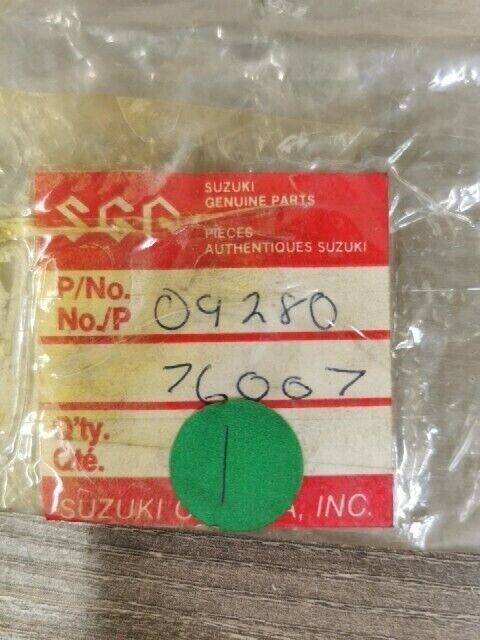 SGP
SUZUKI
GENUINE PARTS
PIÈCES
AUTHENTIQUES SUZUKI
P/No.
No./P 09280
76007
Q'ty.
Qté. 1
SUZUKI C A, INC.